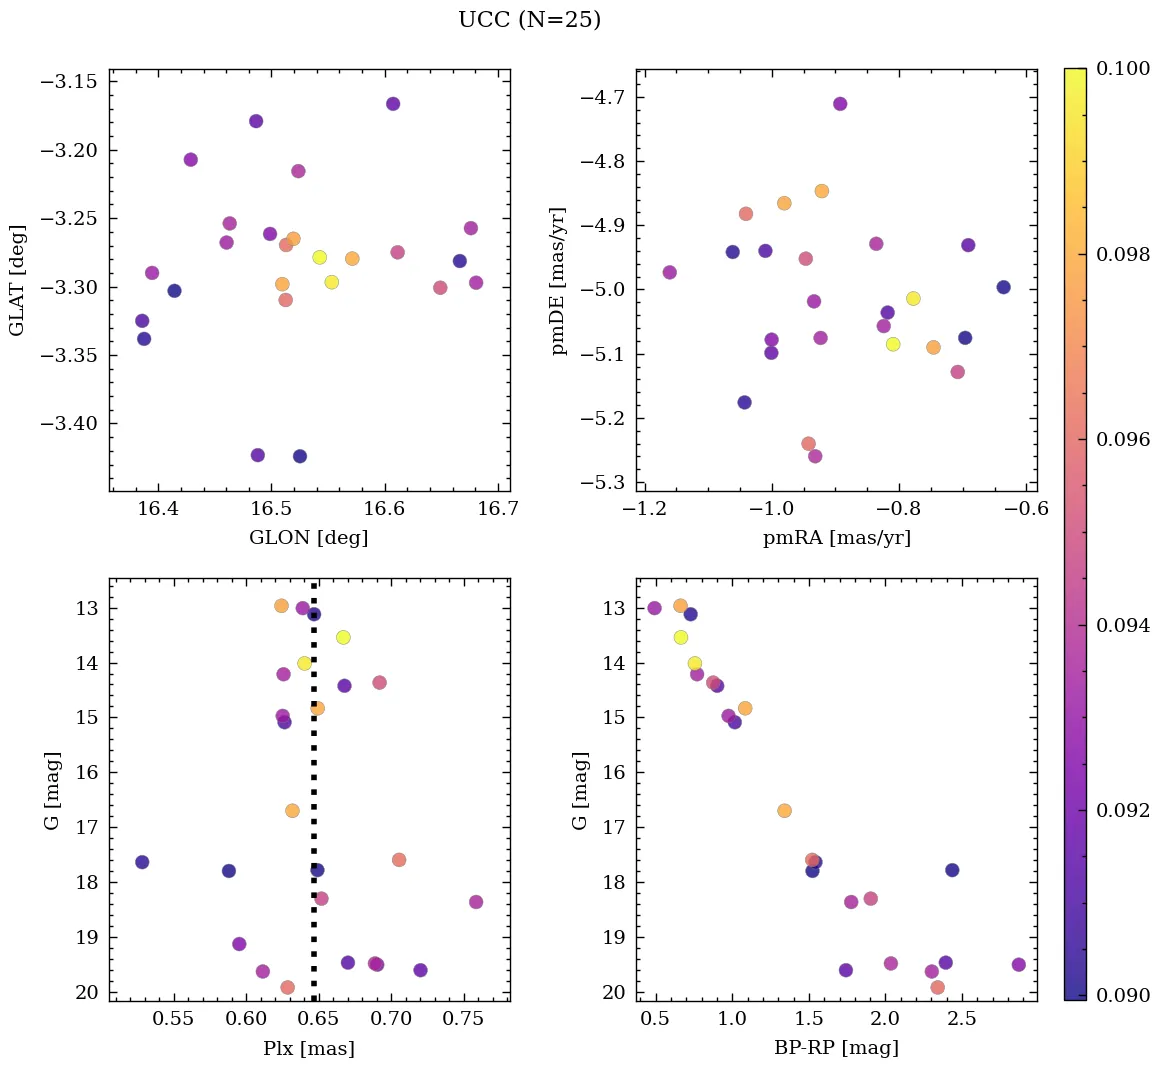 UCC (N=25)
−3.15
−3.20
−3.25
−3.30
−3.35
−3.40
GLAT [deg]
16.4 16.5 16.6 16.7
GLON [deg]
−4.7
−4.8
−4.9
−5.0
−5.1
−5.2
−5.3
pmDE [mas/yr]
−1.2 −1.0 −0.8 −0.6
pmRA [mas/yr]
13
14
15
16
17
18
19
20
G [mag]
0.55 0.60 0.65 0.70 0.75
Plx [mas]
13
14
15
16
17
18
19
20
G [mag]
0.5 1.0 1.5 2.0 2.5
BP-RP [mag]
0.100
0.098
0.096
0.094
0.092
0.090